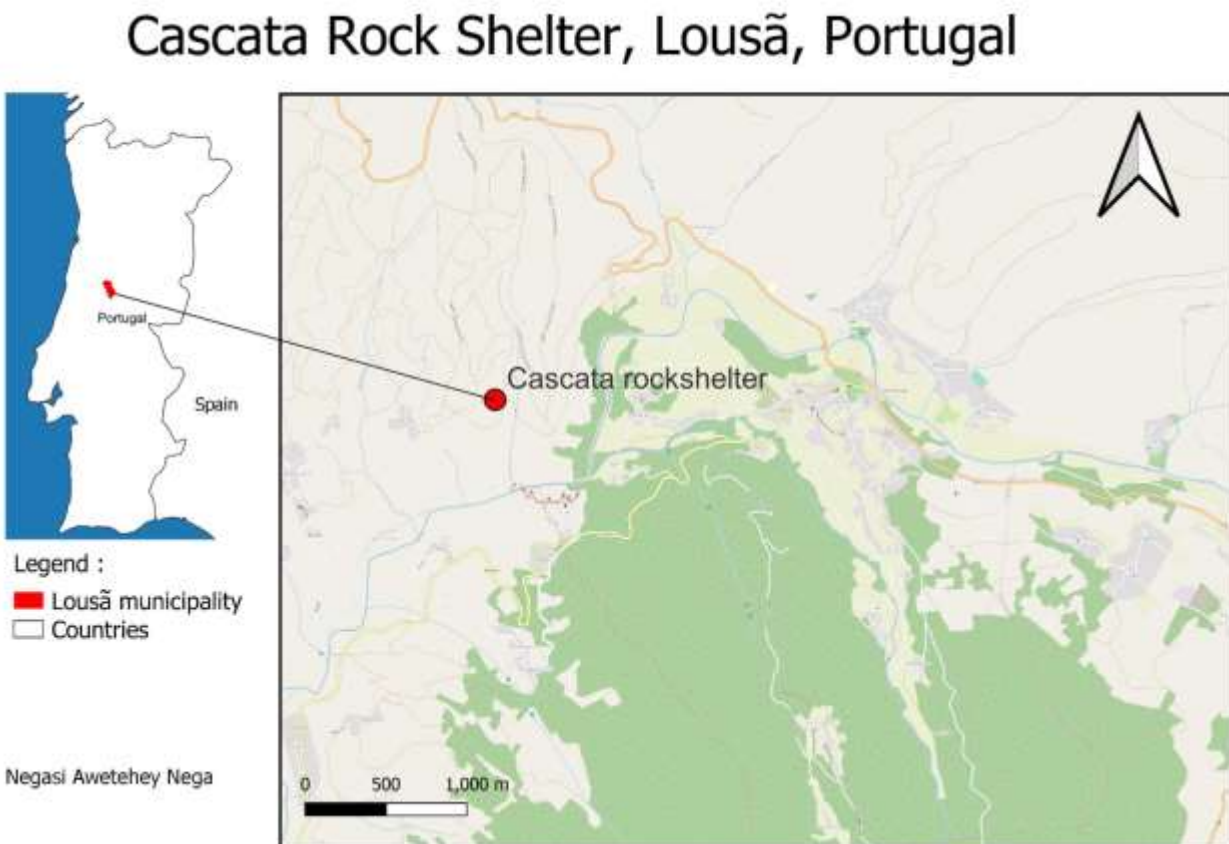 Cascata Rock Shelter, Lousã, Portugal
Portugal
Spain
Cascata rockshelter
Legend :
Lousã municipality
Countries
Negasi Awetehey Nega
0 500 1,000 m